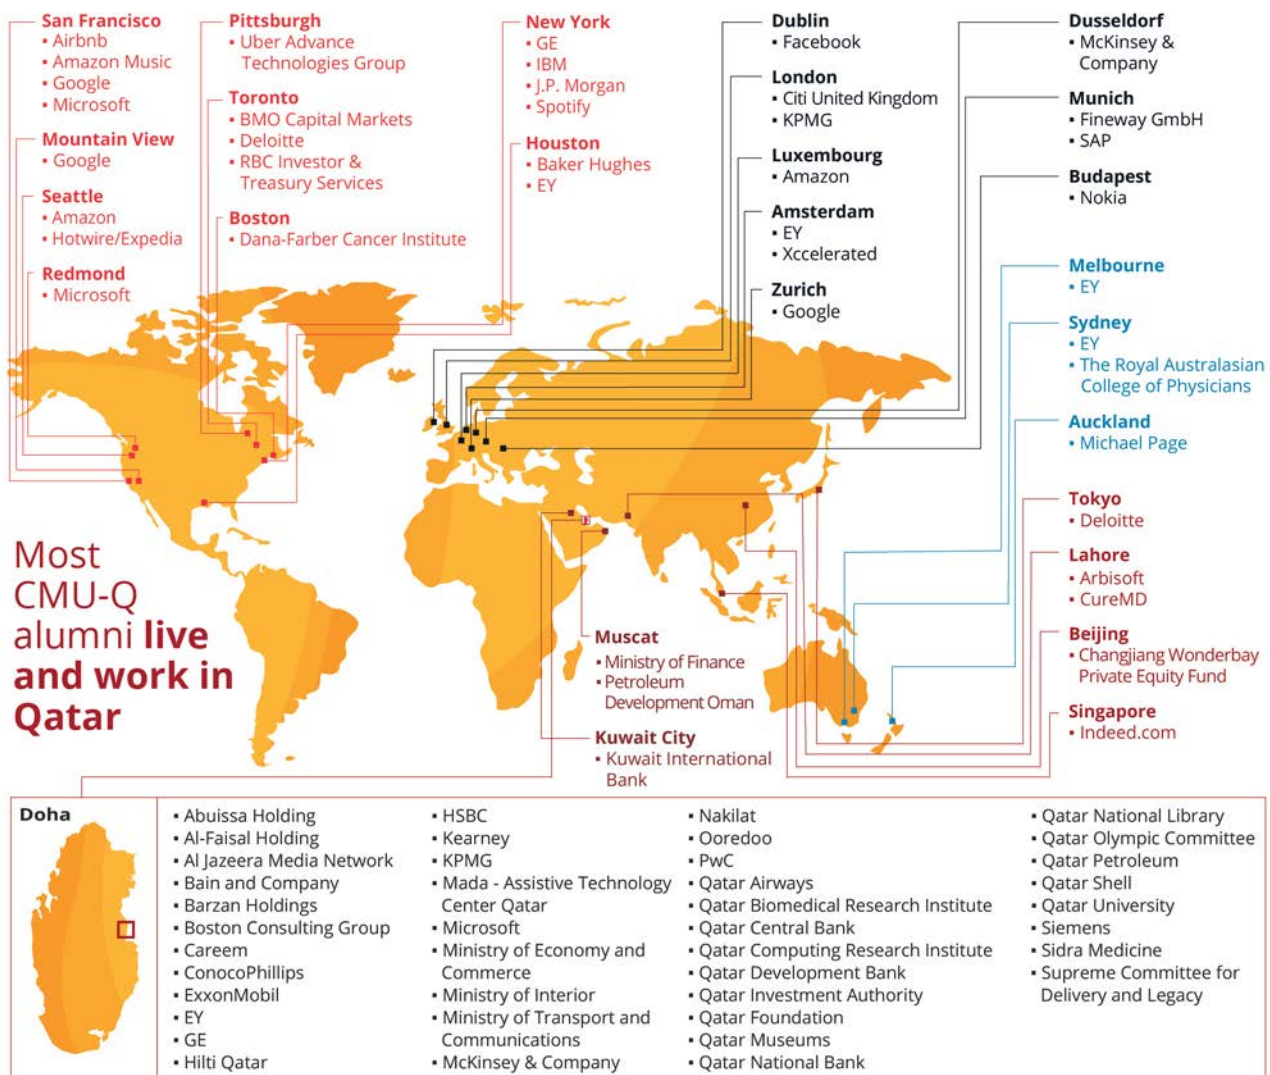 San Francisco
▪ Airbnb
▪ Amazon Music
▪ Google
▪ Microsoft
Mountain View
▪ Google
Seattle
▪ Amazon
▪ Hotwire/Expedia
Redmond
▪ Microsoft
Pittsburgh
▪ Uber Advance
Technologies Group
Toronto
▪ BMO Capital Markets
▪ Deloitte
▪ RBC Investor &
Treasury Services
Boston
▪ Dana-Farber Cancer Institute
New York
▪ GE
▪ IBM
▪ J.P. Morgan
▪ Spotify
Houston
▪ Baker Hughes
▪ EY
Dublin
▪ Facebook
London
▪ Citi United Kingdom
▪ KPMG
Luxembourg
▪ Amazon
Amsterdam
▪ EY
▪ Xccelerated
Zurich
▪ Google
Dusseldorf
▪ McKinsey &
Company
Munich
▪ Fineway GmbH
▪ SAP
Budapest
▪ Nokia
Melbourne
▪ EY
Sydney
▪ EY
▪ The Royal Australasian
College of Physicians
Auckland
▪ Michael Page
Tokyo
▪ Deloitte
Lahore
▪ Arbisoft
▪ CureMD
Beijing
▪ Changjiang Wonderbay
Private Equity Fund
Singapore
▪ Indeed.com
Most
CMU-Q
alumni live
and work in
Qatar
Muscat
▪ Ministry of Finance
▪ Petroleum
Development Oman
Kuwait City
▪ Kuwait International
Bank
Doha
▪ Abuissa Holding
▪ Al-Faisal Holding
▪ Al Jazeera Media Network
▪ Bain and Company
▪ Barzan Holdings
▪ Boston Consulting Group
▪ Careem
▪ ConocoPhillips
▪ ExxonMobil
▪ EY
▪ GE
▪ Hilti Qatar
▪ HSBC
▪ Kearney
▪ KPMG
▪ Mada - Assistive Technology
Center Qatar
▪ Microsoft
▪ Ministry of Economy and
Commerce
▪ Ministry of Interior
▪ Ministry of Transport and
Communications
▪ McKinsey & Company
▪ Nakilat
▪ Ooredoo
▪ PwC
▪ Qatar Airways
▪ Qatar Biomedical Research Institute
▪ Qatar Central Bank
▪ Qatar Computing Research Institute
▪ Qatar Development Bank
▪ Qatar Investment Authority
▪ Qatar Foundation
▪ Qatar Museums
▪ Qatar National Bank
▪ Qatar National Library
▪ Qatar Olympic Committee
▪ Qatar Petroleum
▪ Qatar Shell
▪ Qatar University
▪ Siemens
▪ Sidra Medicine
▪ Supreme Committee for
Delivery and Legacy